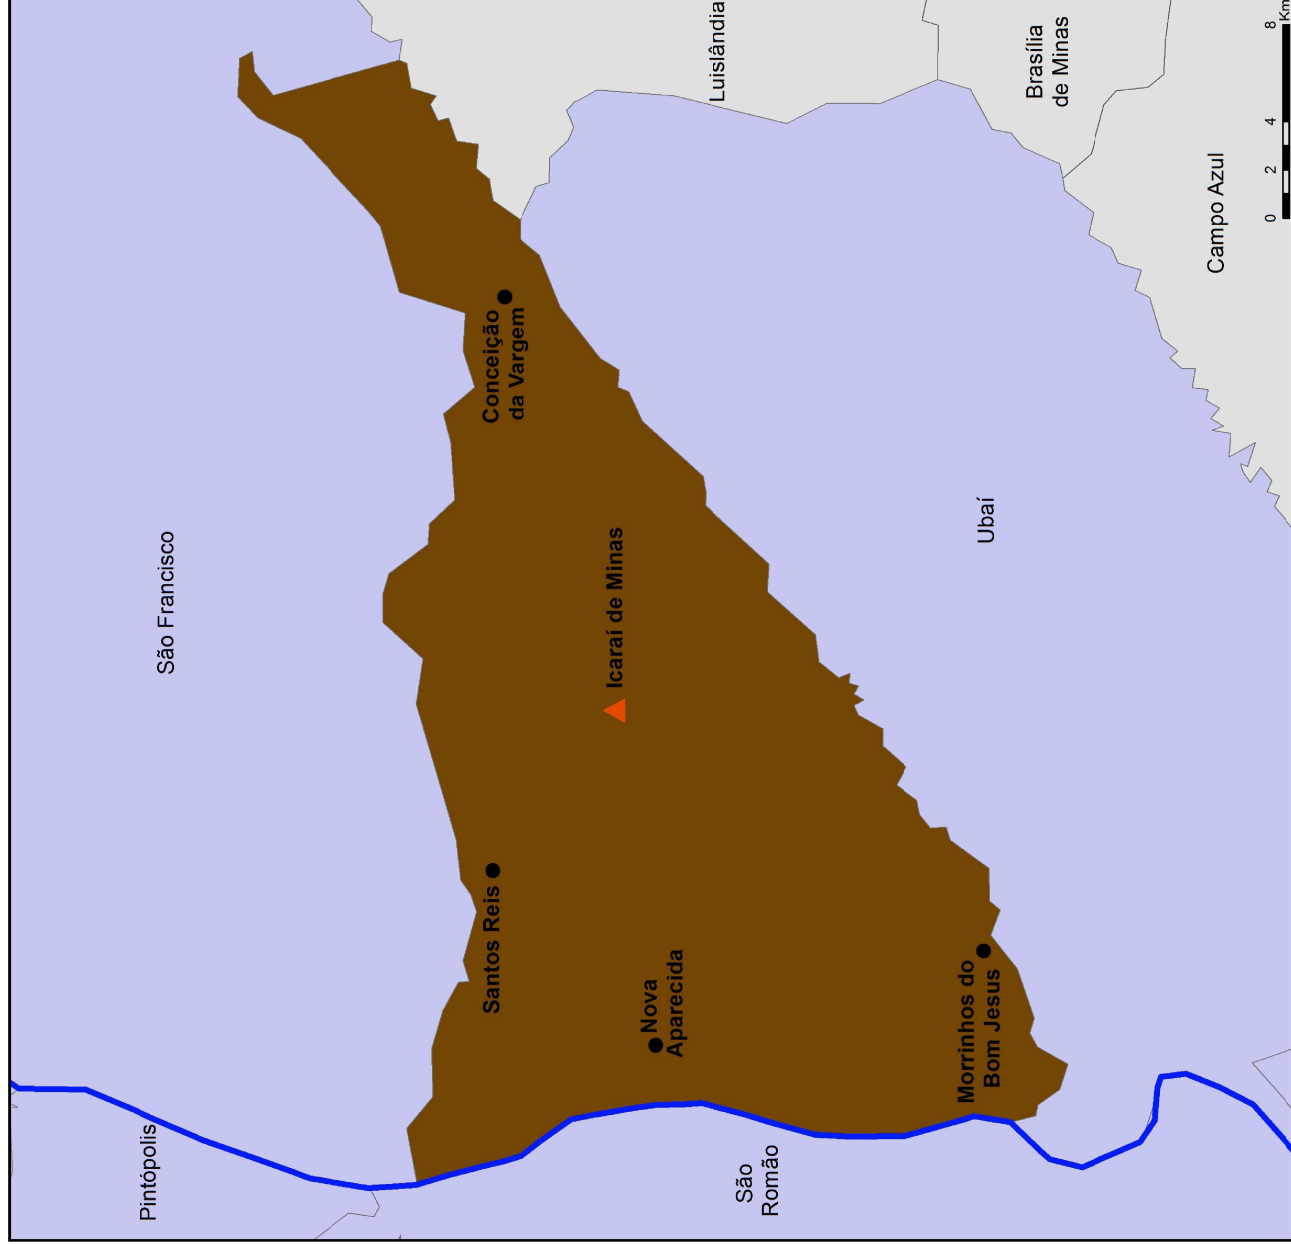 São Francisco
Pintópolis
Luislândia
Brasília
de Minas
Campo Azul
Conceição
da Vargem
Icaraí de Minas
Santos Reis
Nova
Aparecida
Morrinhos do
Bom Jesus
São
Romão
Ubaí
0 2 4 8
Km